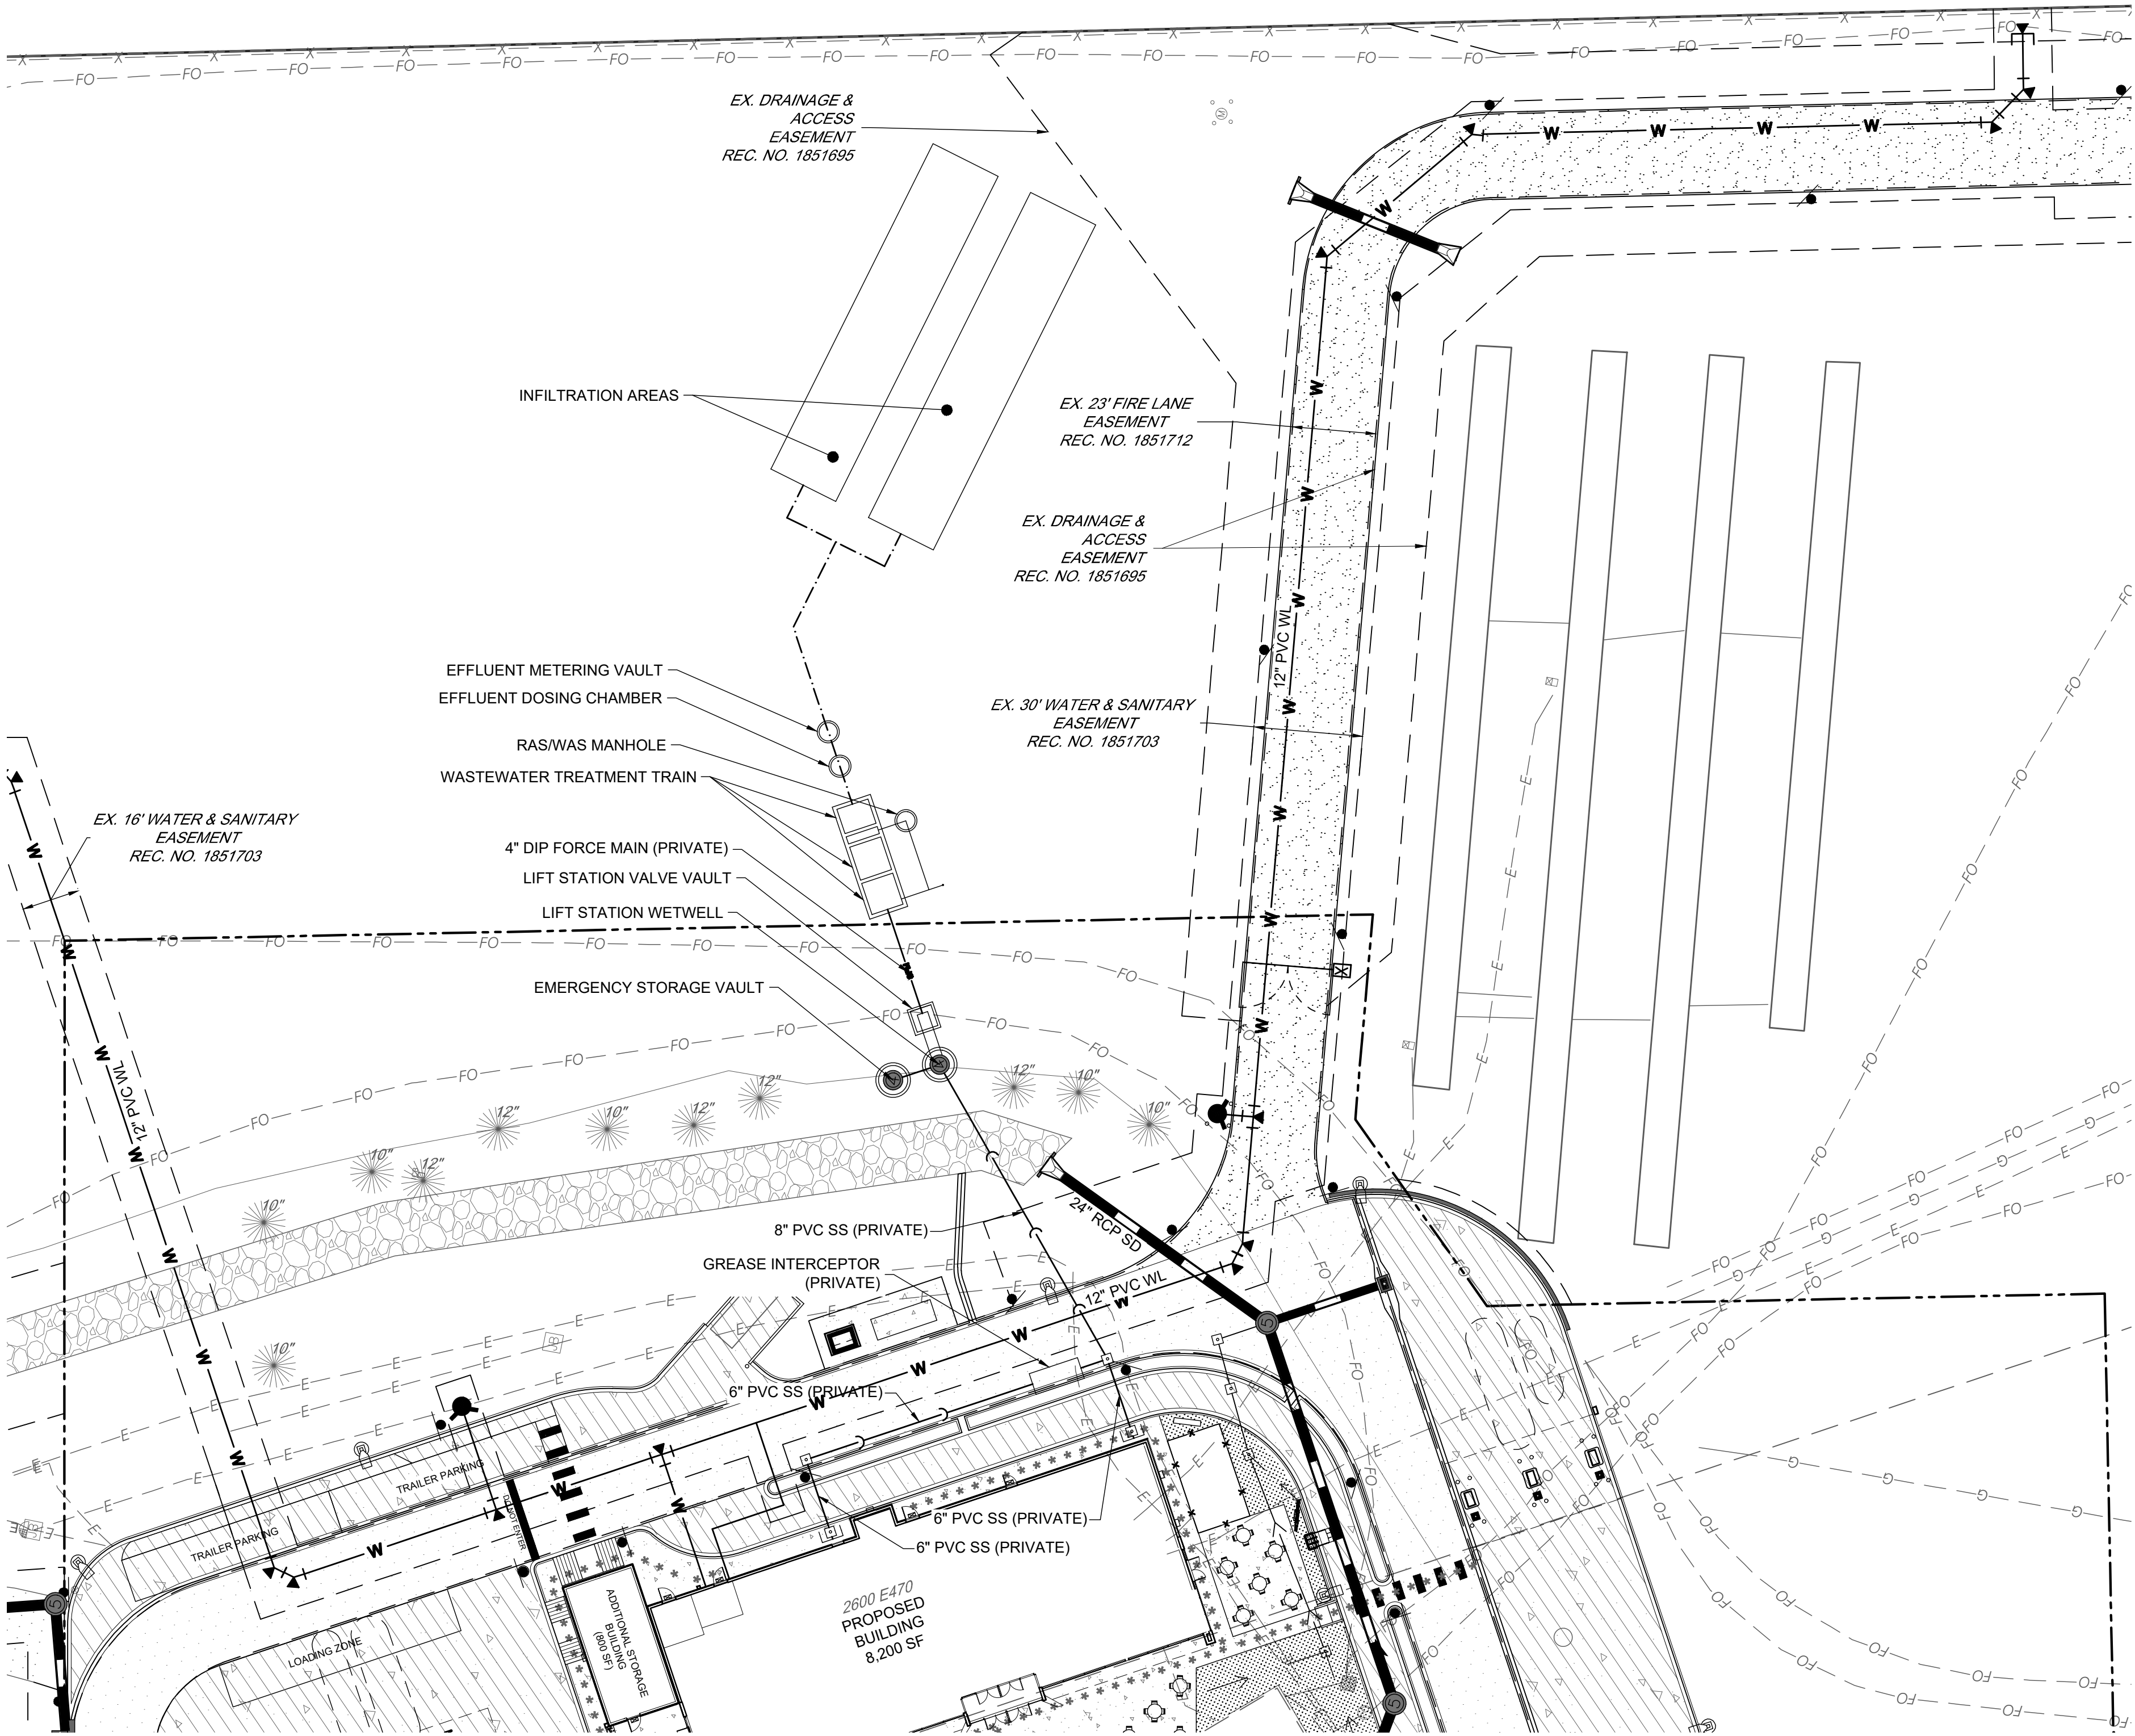 EX. DRAINAGE &
ACCESS
EASEMENT
REC. NO. 1851695
INFILTRATION AREAS
EX. 23' FIRE LANE
EASEMENT
REC. NO. 1851712
EX. DRAINAGE &
ACCESS
EASEMENT
REC. NO. 1851695
12" PVC WL
EFFLUENT METERING VAULT
EFFLUENT DOSING CHAMBER
EX. 30' WATER & SANITARY
EASEMENT
REC. NO. 1851703
RAS/WAS MANHOLE
WASTEWATER TREATMENT TRAIN
EX. 16' WATER & SANITARY
EASEMENT
REC. NO. 1851703
4" DIP FORCE MAIN (PRIVATE)
LIFT STATION VALVE VAULT
LIFT STATION WETWELL
EMERGENCY STORAGE VAULT
12" PVC WL
12"
12"
10"
12"
10"
12"
10"
10"
12"
10"
10"
8" PVC SS (PRIVATE)
24" RCP SD
GREASE INTERCEPTOR
(PRIVATE)
12" PVC WL
6" PVC SS (PRIVATE)
TRAILER PARKING
TRAILER PARKING
DO NOT ENTER
6" PVC SS (PRIVATE)
6" PVC SS (PRIVATE)
2600 E470
PROPOSED
BUILDING
8,200 SF
ADDITIONAL STORAGE
BUILDING
(800 SF)
LOADING ZONE